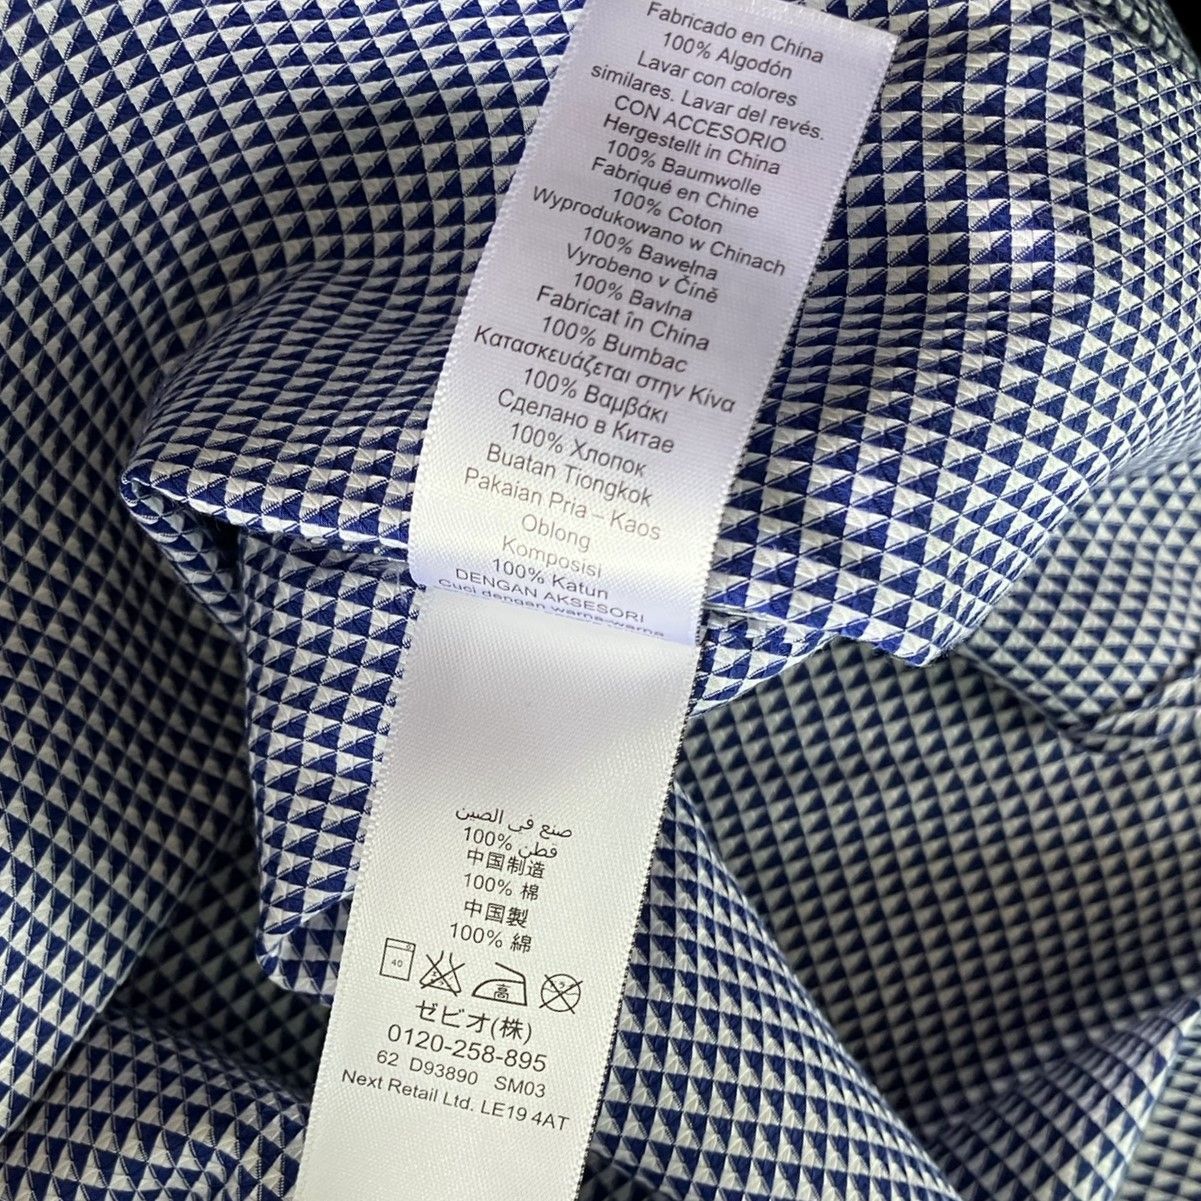 Fabricado en China
100% Algodón
Lavar con colores
similares. Lavar del revés.
CON ACCESORIO
Hergestellt in China
100% Baumwolle
Fabriqué en Chine
100% Coton
Wyprodukowano w Chinach
100% Bawełna
Vyrobeno v Číně
100% Bavlna
Fabricat în China
100% Bumbac
Κατασκευάζεται στην Κίνα
100% Βαμβάκι
Сделано в Китае
100% Хлопок
Buatan Tiongkok
Pakaian Pria – Kaos
Oblong
Komposisi
100% Katun
DENGAN AKSESORI
Cuci dengan warna-warna
صنع في الصين
100% قطن
中国制造
100% 棉
中国製
100% 綿
40 高
ゼビオ(株)
0120-258-895
62 D93890 SM03
Next Retail Ltd. LE19 4AT